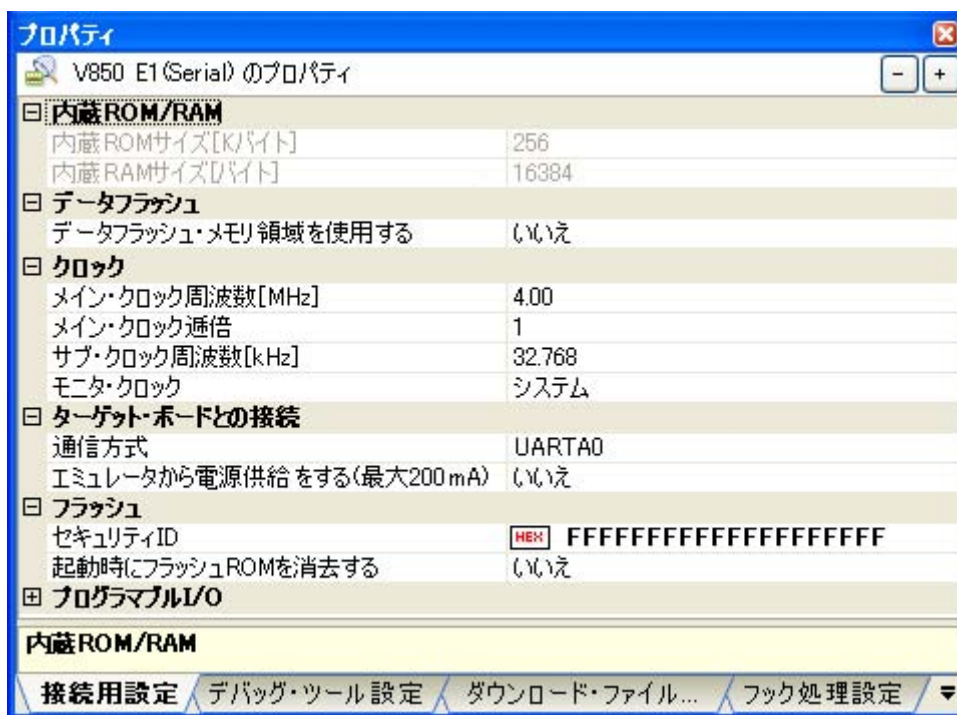 プロパティ
V850 E1(Serial) のプロパティ
- +
内蔵ROM/RAM
内蔵ROMサイズ[Kバイト] 256
内蔵RAMサイズ[バイト] 16384
データフラッシュ
データフラッシュ・メモリ領域を使用する いいえ
クロック
メイン・クロック周波数[MHz] 4.00
メイン・クロック逓倍 1
サブ・クロック周波数[kHz] 32.768
モニタ・クロック システム
ターゲット・ボードとの接続
通信方式 UARTA0
エミュレータから電源供給をする(最大200mA) いいえ
フラッシュ
セキュリティID HEX FFFFFFFFFFFFFFFFFFFF
起動時にフラッシュROMを消去する いいえ
プログラマブルI/O
内蔵ROM/RAM
接続用設定 デバッグ・ツール設定 ダウンロード・ファイル... フック処理設定